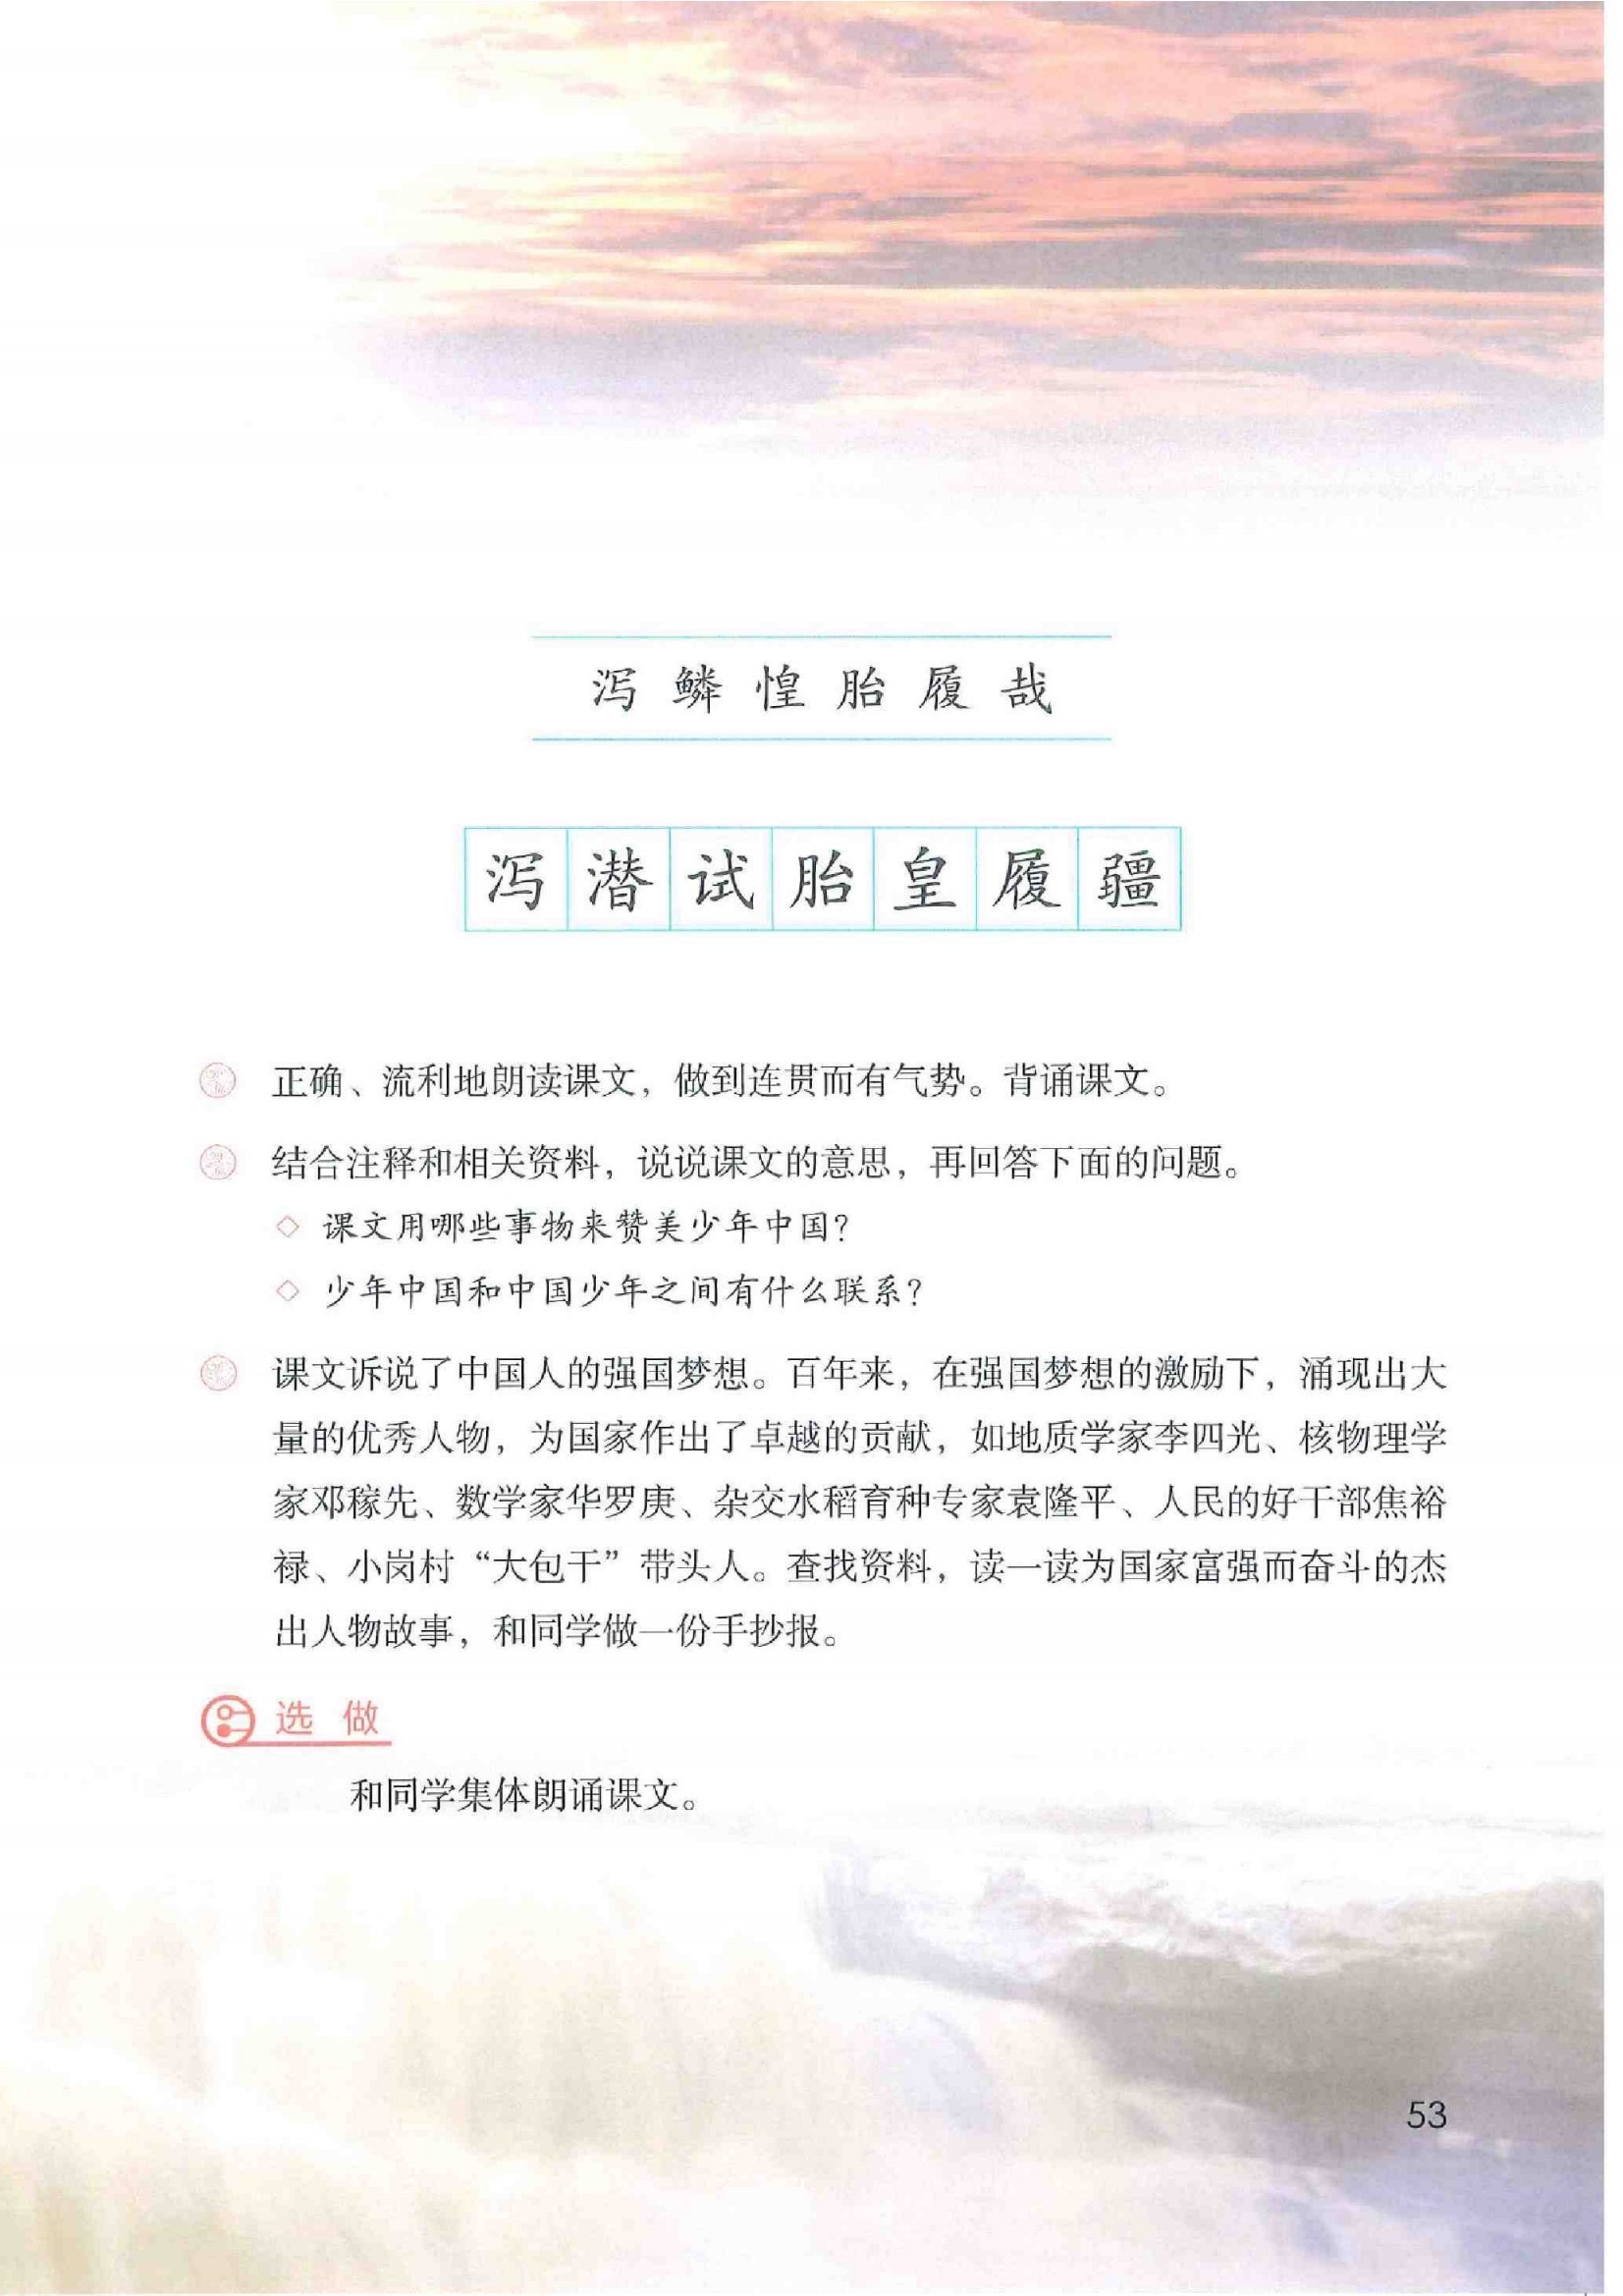 泻 鳞 惶 胎 履 哉
泻 潜 试 胎 皇 履 疆
正确、流利地朗读课文，做到连贯而有气势。背诵课文。
结合注释和相关资料，说说课文的意思，再回答下面的问题。
◇ 课文用哪些事物来赞美少年中国？
◇ 少年中国和中国少年之间有什么联系？
课文诉说了中国人的强国梦想。百年来，在强国梦想的激励下，涌现出大
量的优秀人物，为国家作出了卓越的贡献，如地质学家李四光、核物理学
家邓稼先、数学家华罗庚、杂交水稻育种专家袁隆平、人民的好干部焦裕
禄、小岗村“大包干”带头人。查找资料，读一读为国家富强而奋斗的杰
出人物故事，和同学做一份手抄报。
选 做
和同学集体朗诵课文。
53